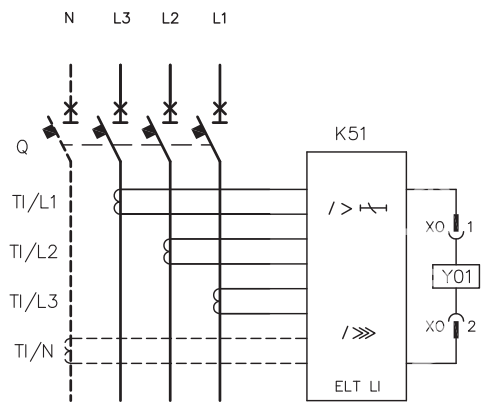 N L3 L2 L1
Q
K51
TI/L1
I >
X0 1
TI/L2
Y01
TI/L3
X0 2
TI/N
I >>>
ELT LI